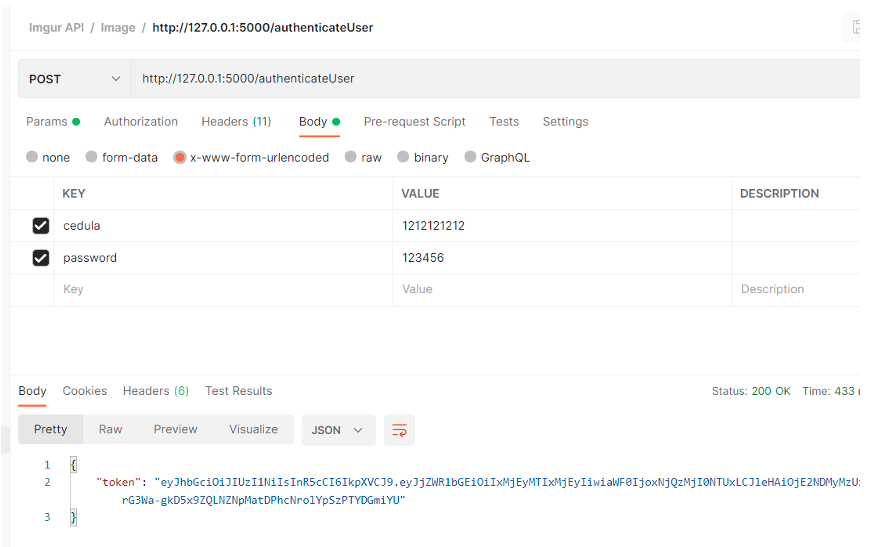 Imgur API / Image / http://127.0.0.1:5000/authenticateUser
POST http://127.0.0.1:5000/authenticateUser
Params Authorization Headers (11) Body Pre-request Script Tests Settings
none form-data x-www-form-urlencoded raw binary GraphQL
KEY VALUE DESCRIPTION
cedula 1212121212
password 123456
Key Value Description
Body Cookies Headers (6) Test Results Status: 200 OK Time: 433
Pretty Raw Preview Visualize JSON
1 {
2 "token": "eyJhbGciOiJIUzI1NiIsInR5cCI6IkpXVCJ9.eyJjZWR1bGEiOiIxMjEyMTIxMjEyIiwiaWF0IjoxNjQzMjI0NTUxLCJleHAiOjE2NDMyMzUx
rG3Wa-gkD5x9ZQLNZNpMatDPhcNrolYpSzPTYDGmiYU"
3 }